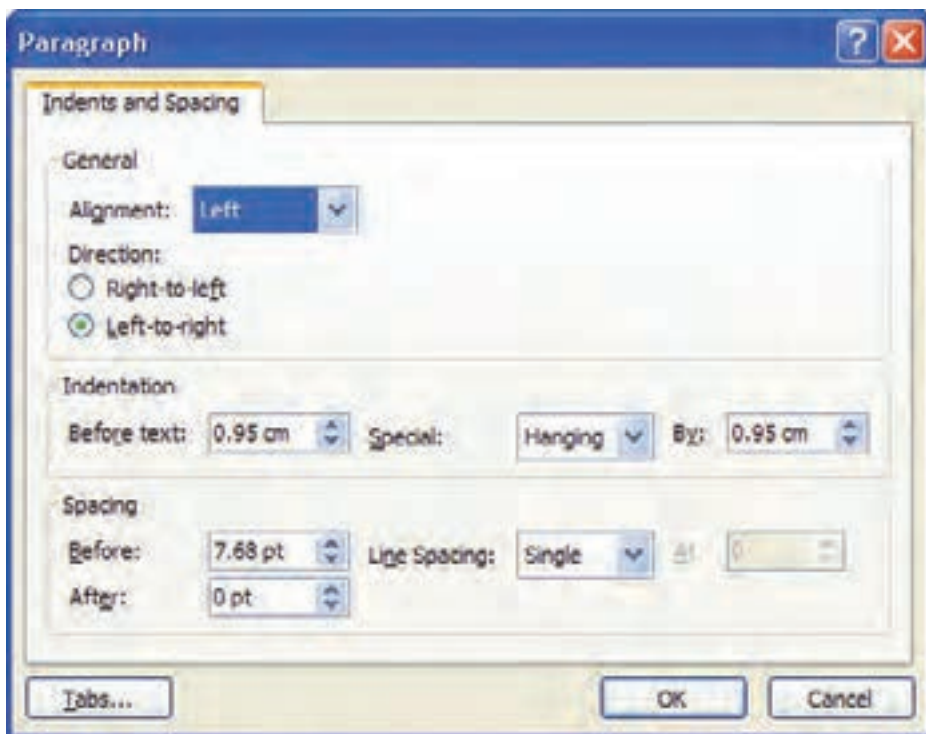 Paragraph
Indents and Spacing
General
Alignment: Left
Direction:
Right-to-left
Left-to-right
Indentation
Before text: 0.95 cm Special: Hanging By: 0.95 cm
Spacing
Before: 7.68 pt Line Spacing: Single At 0
After: 0 pt
Tabs... OK Cancel